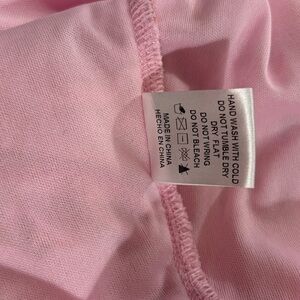 HAND WASH WITH COLD
DO NOT TUMBLE DRY
DRY FLAT
DO NOT WRING
DO NOT BLEACH
MADE IN CHINA
HECHO EN CHINA